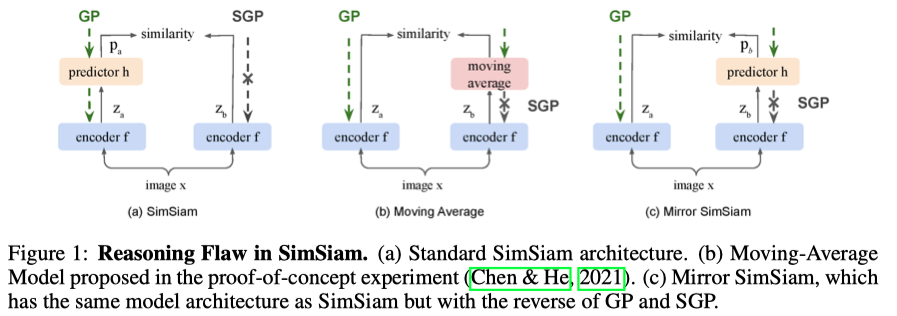 GP
SGP
similarity
p_a
predictor h
z_a
z_b
encoder f
encoder f
image x
(a) SimSiam
GP
similarity
moving
average
SGP
z_a
z_b
encoder f
encoder f
image x
(b) Moving Average
GP
similarity
p_b
predictor h
SGP
z_a
z_b
encoder f
encoder f
image x
(c) Mirror SimSiam
Figure 1: Reasoning Flaw in SimSiam. (a) Standard SimSiam architecture. (b) Moving-Average
Model proposed in the proof-of-concept experiment (Chen & He, 2021). (c) Mirror SimSiam, which
has the same model architecture as SimSiam but with the reverse of GP and SGP.